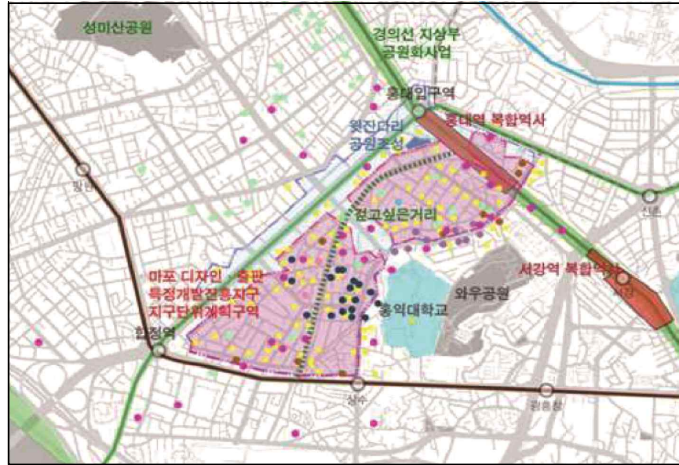 성미산공원
경의선 지상부
공원화사업
홍대입구역
홍대역 복합역사
윗잔다리
공원조성
망원
신촌
걷고싶은거리
마포 디자인 출판
특정개발진흥지구
지구단위계획구역
서강역 복합역사
서강
와우공원
홍익대학교
합정역
상수
광흥창